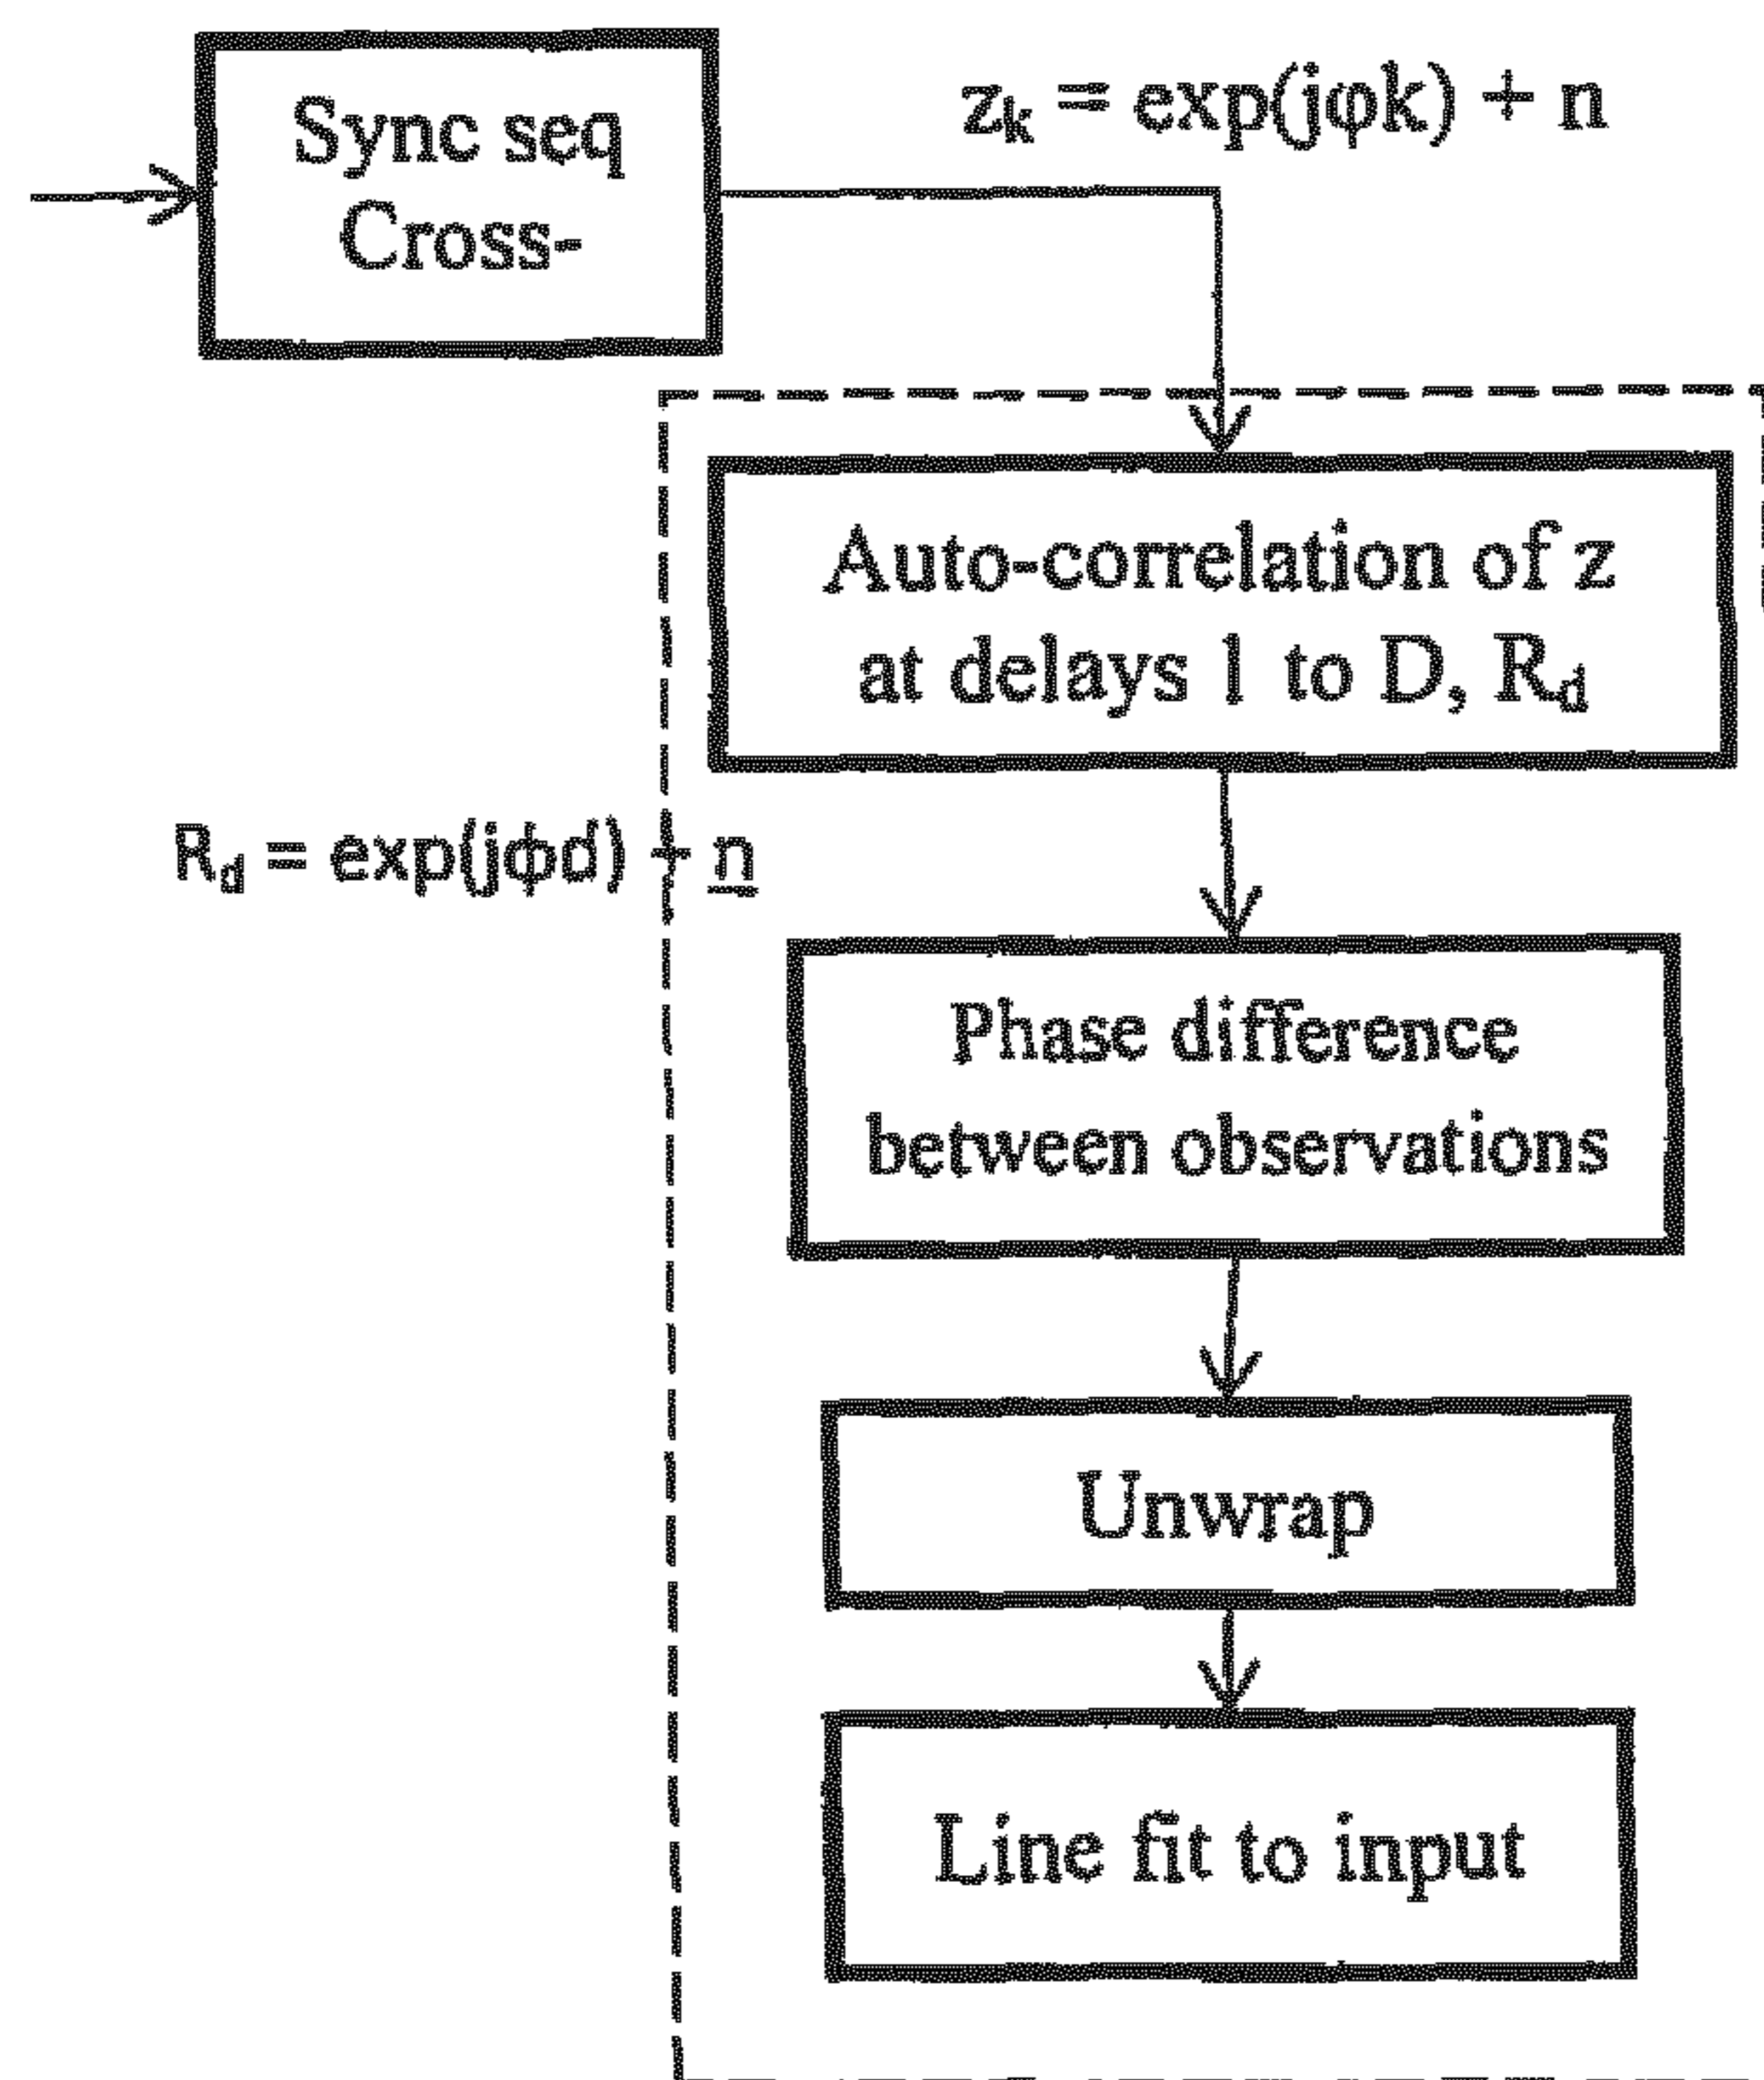 Sync seq
Cross-
zk = exp(jφk) + n
Auto-correlation of z
at delays 1 to D, Rd
Rd = exp(jϕd) + n
Phase difference
between observations
Unwrap
Line fit to input